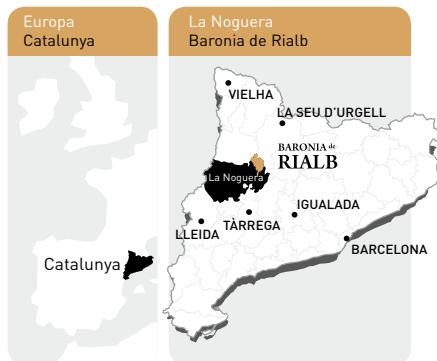 Europa
Catalunya
La Noguera
Baronia de Rialb
VIELHA
LA SEU D'URGELL
BARONIA de
RIALB
La Noguera
IGUALADA
TÀRREGA
LLEIDA
BARCELONA
Catalunya